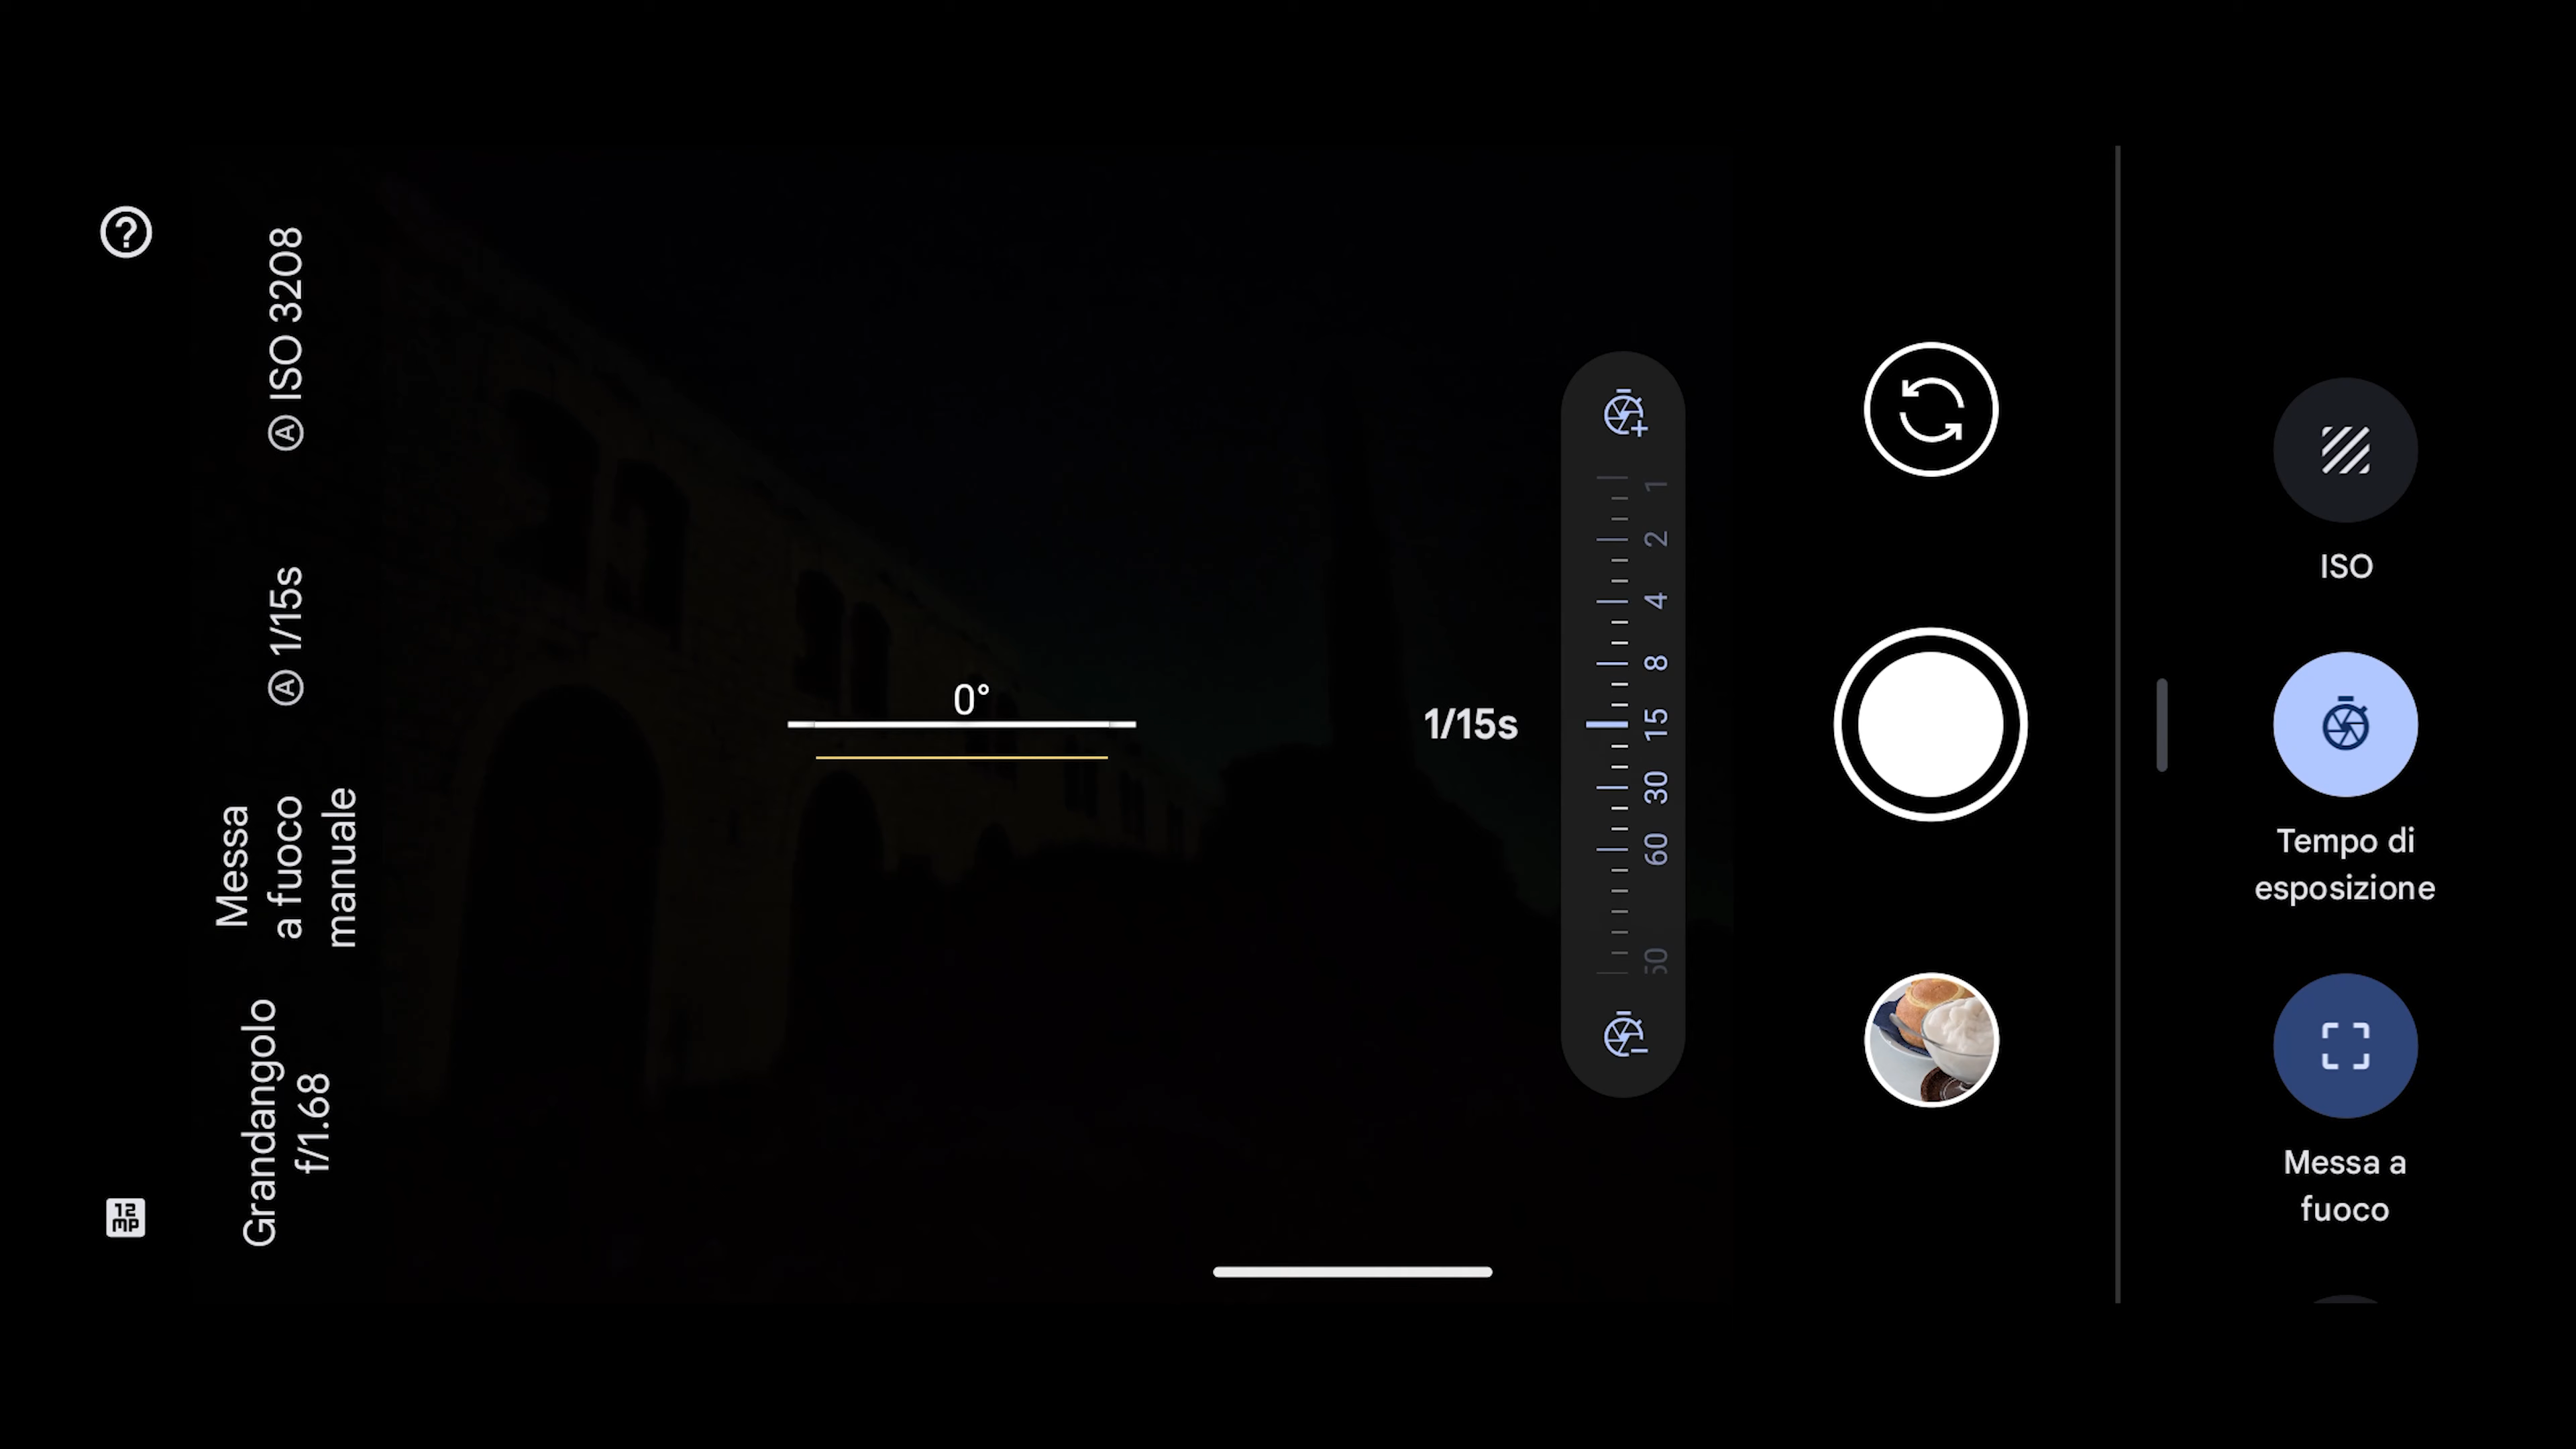 Ⓐ ISO 3208
Ⓐ 1/15s
Messa
a fuoco
manuale
Grandangolo
f/1.68
12
MP
0°
1/15s
1
2
4
8
15
30
60
50
ISO
Tempo di
esposizione
Messa a
fuoco